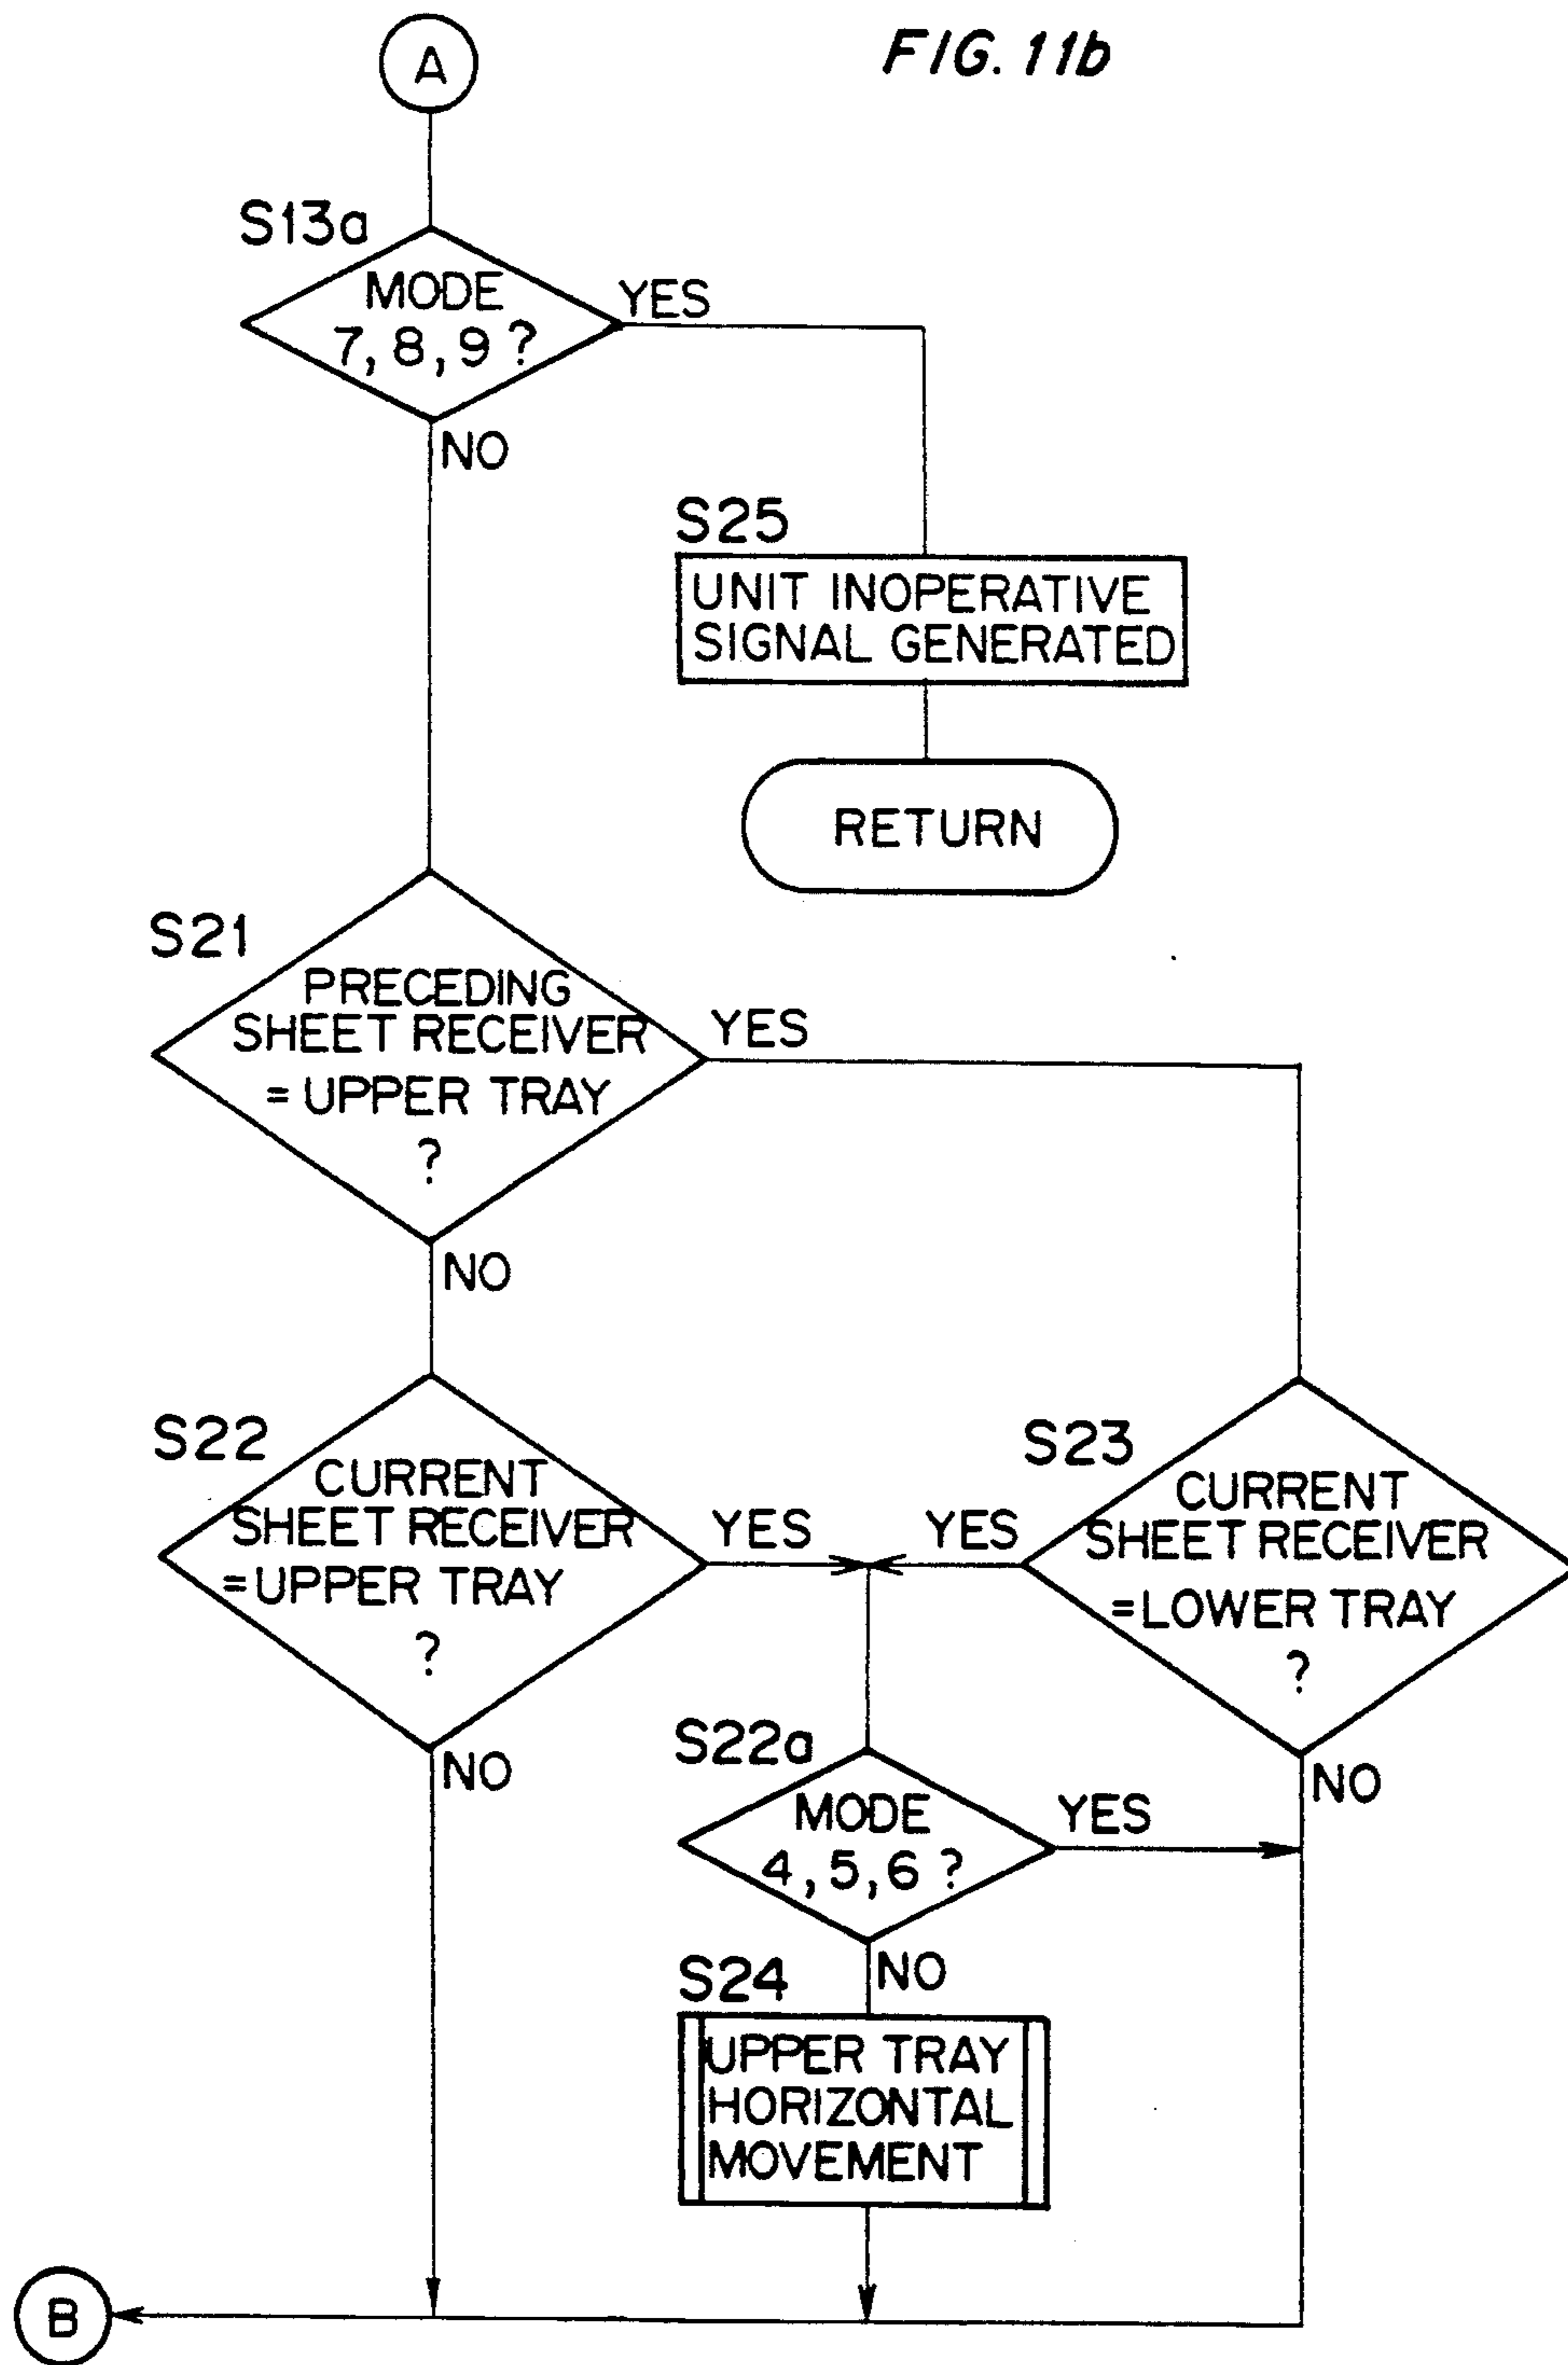 FIG. 11b
A
S13a
MODE
7, 8, 9 ?
YES
NO
S25
UNIT INOPERATIVE
SIGNAL GENERATED
RETURN
S21
PRECEDING
SHEET RECEIVER
= UPPER TRAY
?
YES
NO
S22
CURRENT
SHEET RECEIVER
= UPPER TRAY
?
YES
NO
S23
CURRENT
SHEET RECEIVER
= LOWER TRAY
?
YES
NO
S22a
MODE
4, 5, 6 ?
YES
NO
S24
UPPER TRAY
HORIZONTAL
MOVEMENT
B